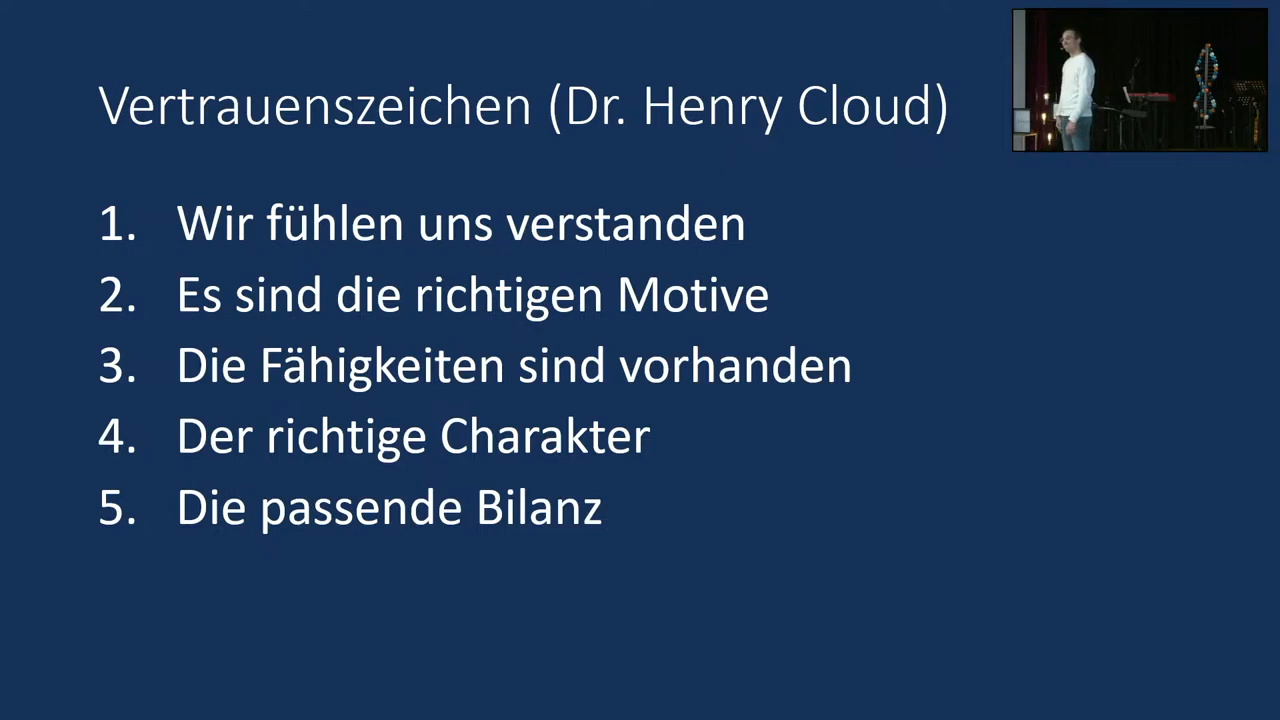 Vertrauenszeichen (Dr. Henry Cloud)
1. Wir fühlen uns verstanden
2. Es sind die richtigen Motive
3. Die Fähigkeiten sind vorhanden
4. Der richtige Charakter
5. Die passende Bilanz